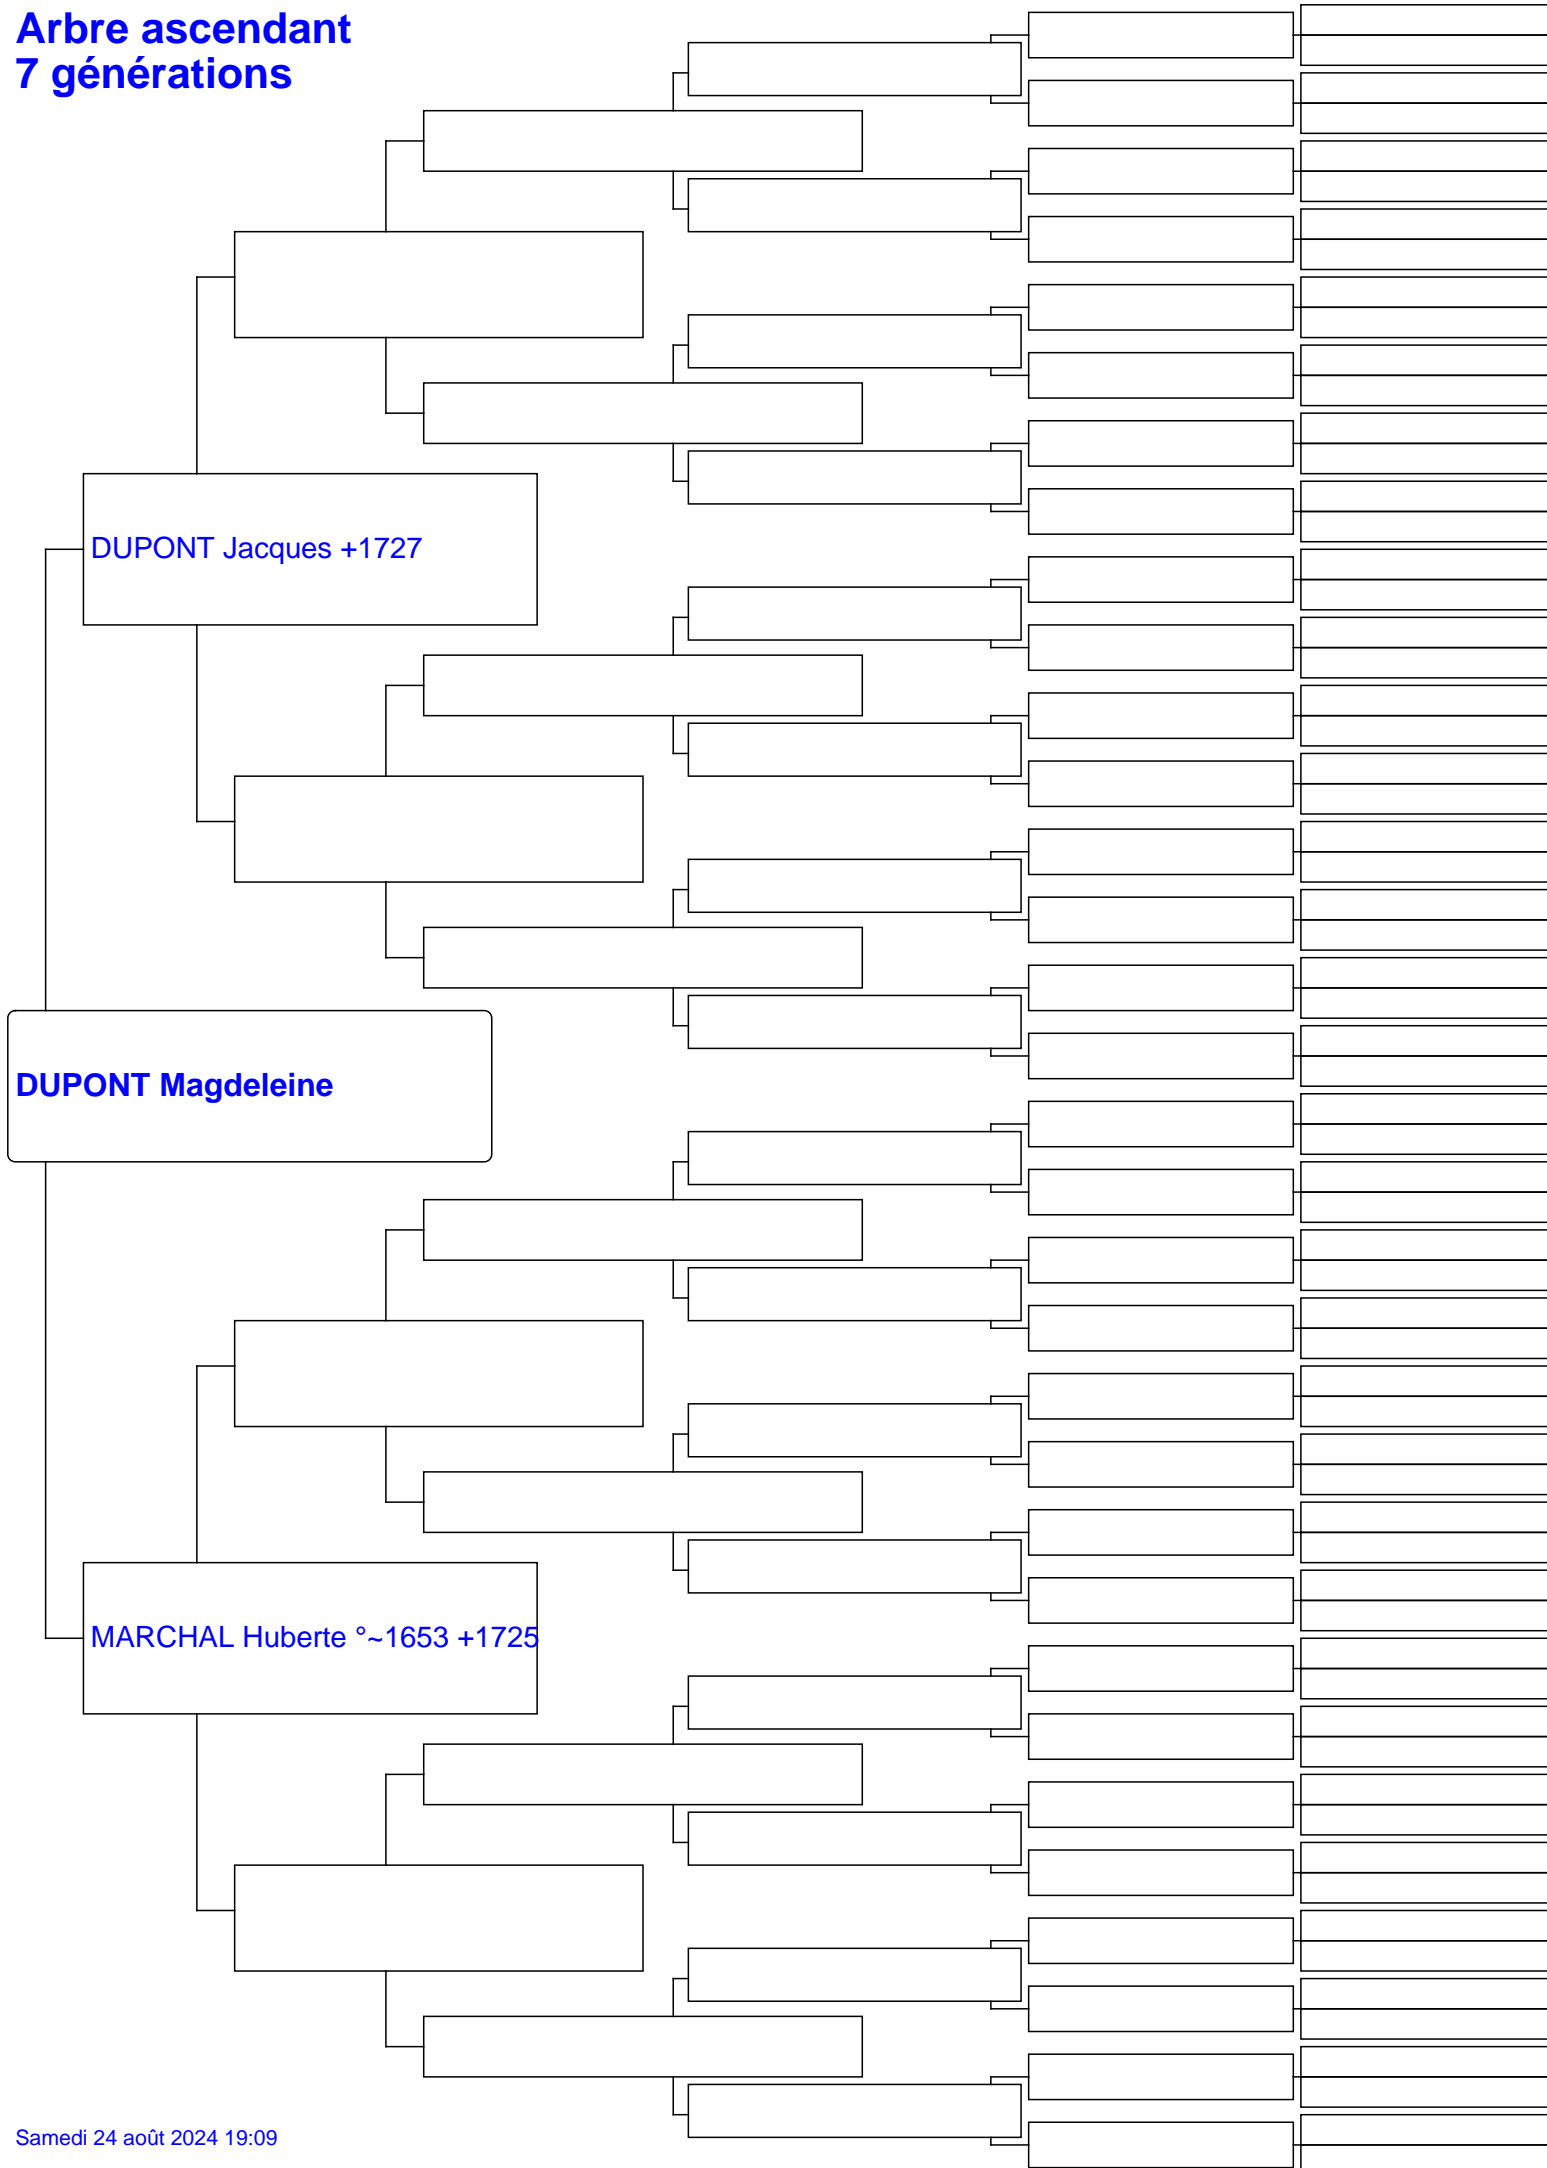 Arbre ascendant
7 générations
DUPONT Jacques +1727
DUPONT Magdeleine
MARCHAL Huberte °~1653 +1725
Samedi 24 août 2024 19:09